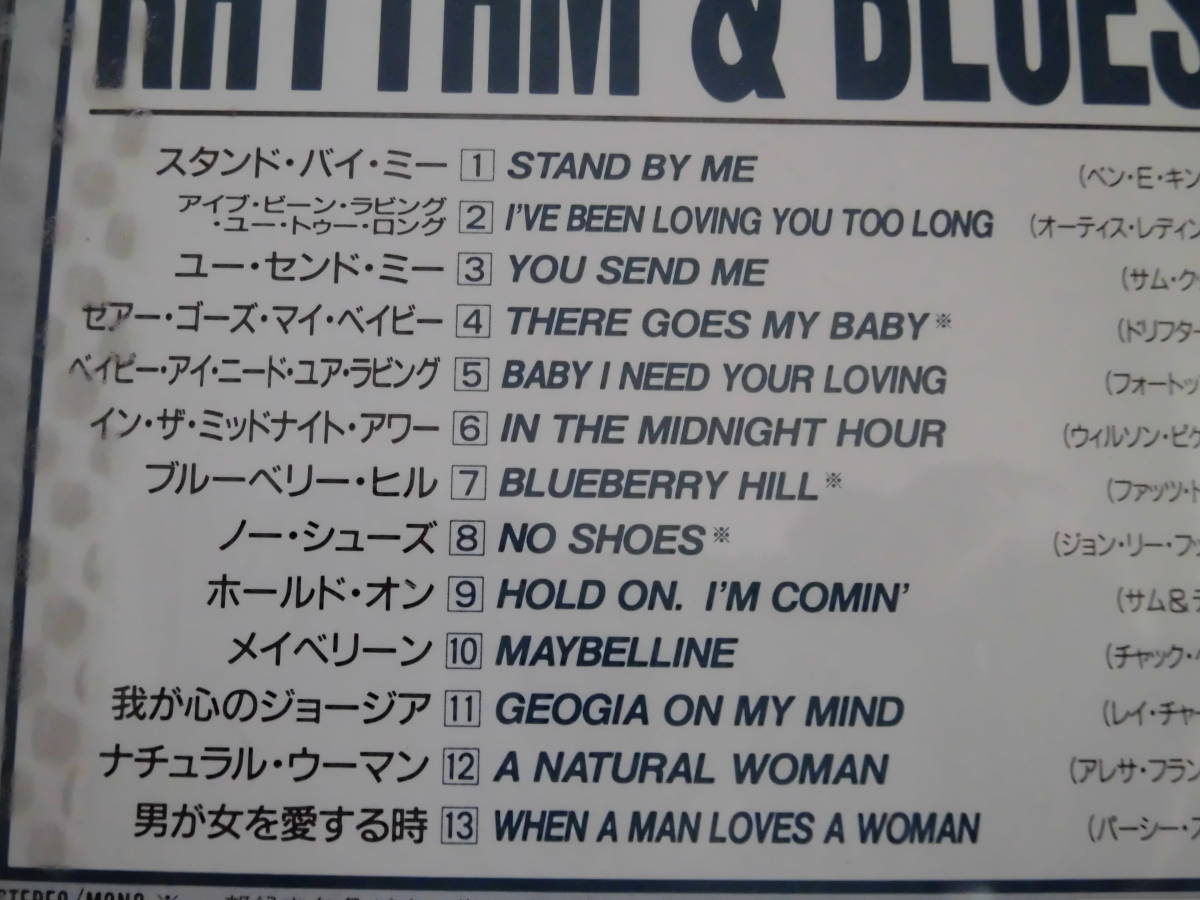 RHYTHM & BLUES
スタンド・バイ・ミー 1 STAND BY ME (ベン・E・キン
アイブ・ビーン・ラビング
・ユー・トゥー・ロング 2 I'VE BEEN LOVING YOU TOO LONG (オーティス・レディン
ユー・センド・ミー 3 YOU SEND ME (サム・ク
ゼアー・ゴーズ・マイ・ベイビー 4 THERE GOES MY BABY※ (ドリフター
ベイビー・アイ・ニード・ユア・ラビング 5 BABY I NEED YOUR LOVING (フォートッ
イン・ザ・ミッドナイト・アワー 6 IN THE MIDNIGHT HOUR (ウィルソン・ピケ
ブルーベリー・ヒル 7 BLUEBERRY HILL※ (ファッツ・ド
ノー・シューズ 8 NO SHOES※ (ジョン・リー・フッ
ホールド・オン 9 HOLD ON. I'M COMIN' (サム&デ
メイベリーン 10 MAYBELLINE (チャック・ベ
我が心のジョージア 11 GEOGIA ON MY MIND (レイ・チャー
ナチュラル・ウーマン 12 A NATURAL WOMAN (アレサ・フラン
男が女を愛する時 13 WHEN A MAN LOVES A WOMAN (パーシー・ス
STEREO/MONO ※